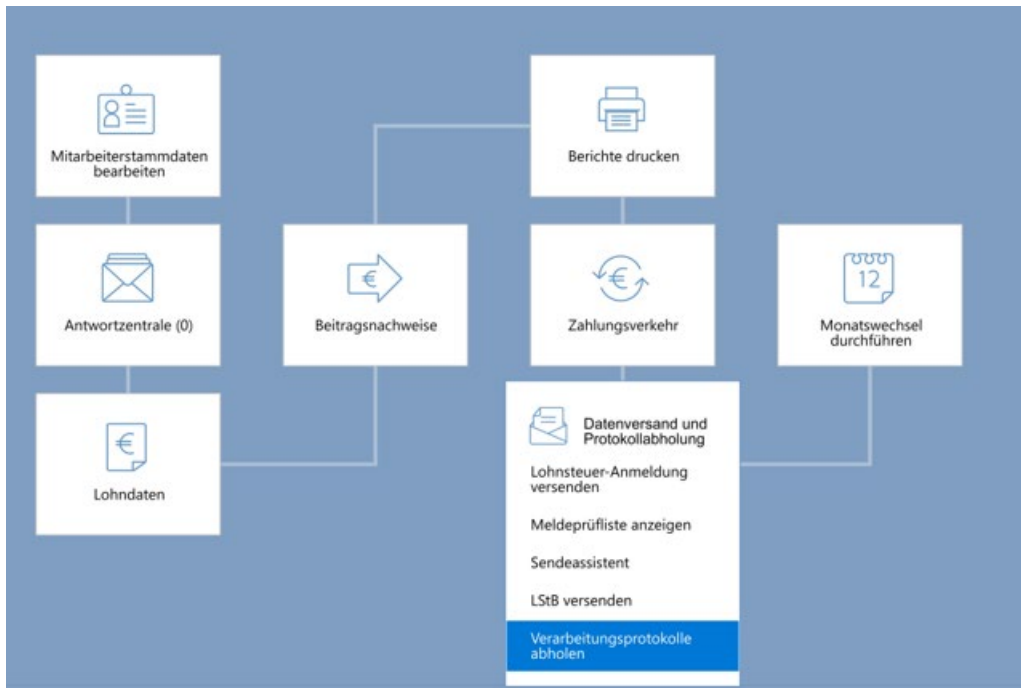 Mitarbeiterstammdaten
bearbeiten
Antwortzentrale (0)
€
Lohndaten
€
Beitragsnachweise
Berichte drucken
€
Zahlungsverkehr
Datenversand und
Protokollabholung
Lohnsteuer-Anmeldung
versenden
Meldeprüfliste anzeigen
Sendeassistent
LStB versenden
Verarbeitungsprotokolle
abholen
12
Monatswechsel
durchführen